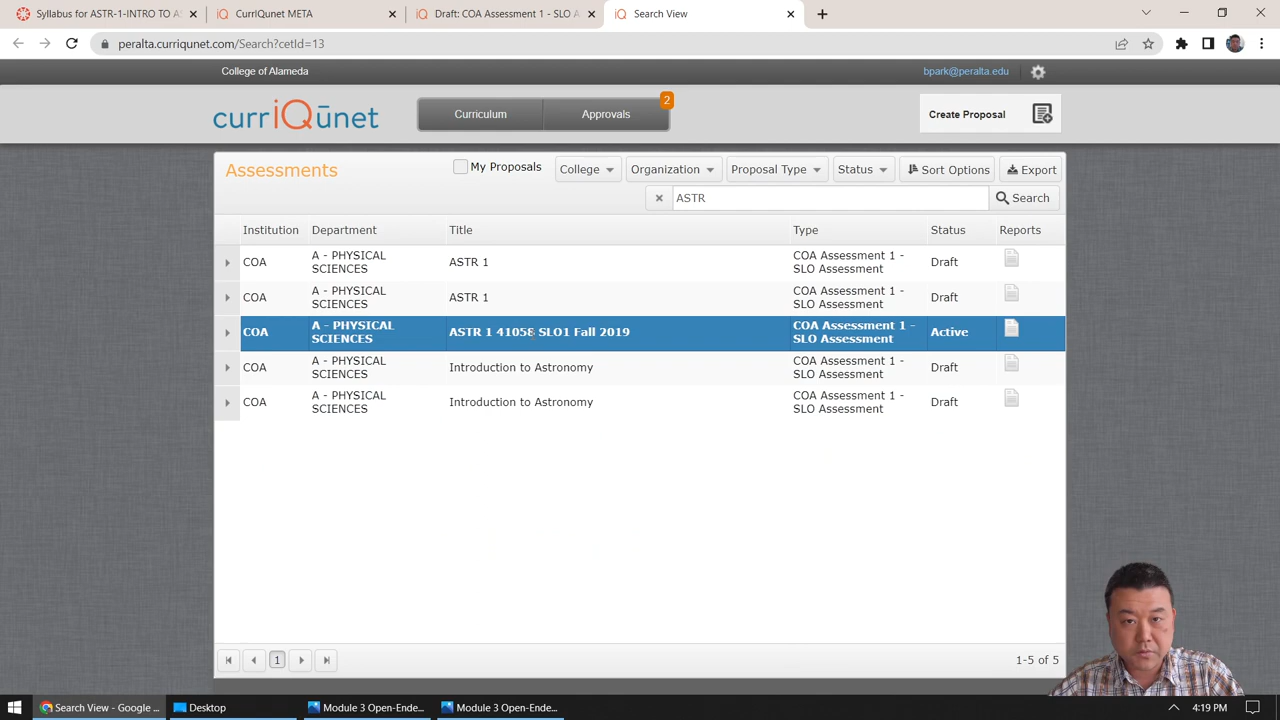 Syllabus for ASTR-1-INTRO TO AS
CurrIQunet META
Draft: COA Assessment 1 - SLO A
Search View
peralta.curriqunet.com/Search?cetId=13
College of Alameda
bpark@peralta.edu
currIQūnet
Curriculum
Approvals
2
Create Proposal
Assessments
My Proposals
College
Organization
Proposal Type
Status
Sort Options
Export
ASTR
Search
Institution Department Title Type Status Reports
COA A - PHYSICAL SCIENCES ASTR 1 COA Assessment 1 - SLO Assessment Draft
COA A - PHYSICAL SCIENCES ASTR 1 COA Assessment 1 - SLO Assessment Draft
COA A - PHYSICAL SCIENCES ASTR 1 41058 SLO1 Fall 2019 COA Assessment 1 - SLO Assessment Active
COA A - PHYSICAL SCIENCES Introduction to Astronomy COA Assessment 1 - SLO Assessment Draft
COA A - PHYSICAL SCIENCES Introduction to Astronomy COA Assessment 1 - SLO Assessment Draft
1
1-5 of 5
Search View - Google ...
Desktop
Module 3 Open-Ende...
Module 3 Open-Ende...
4:19 PM